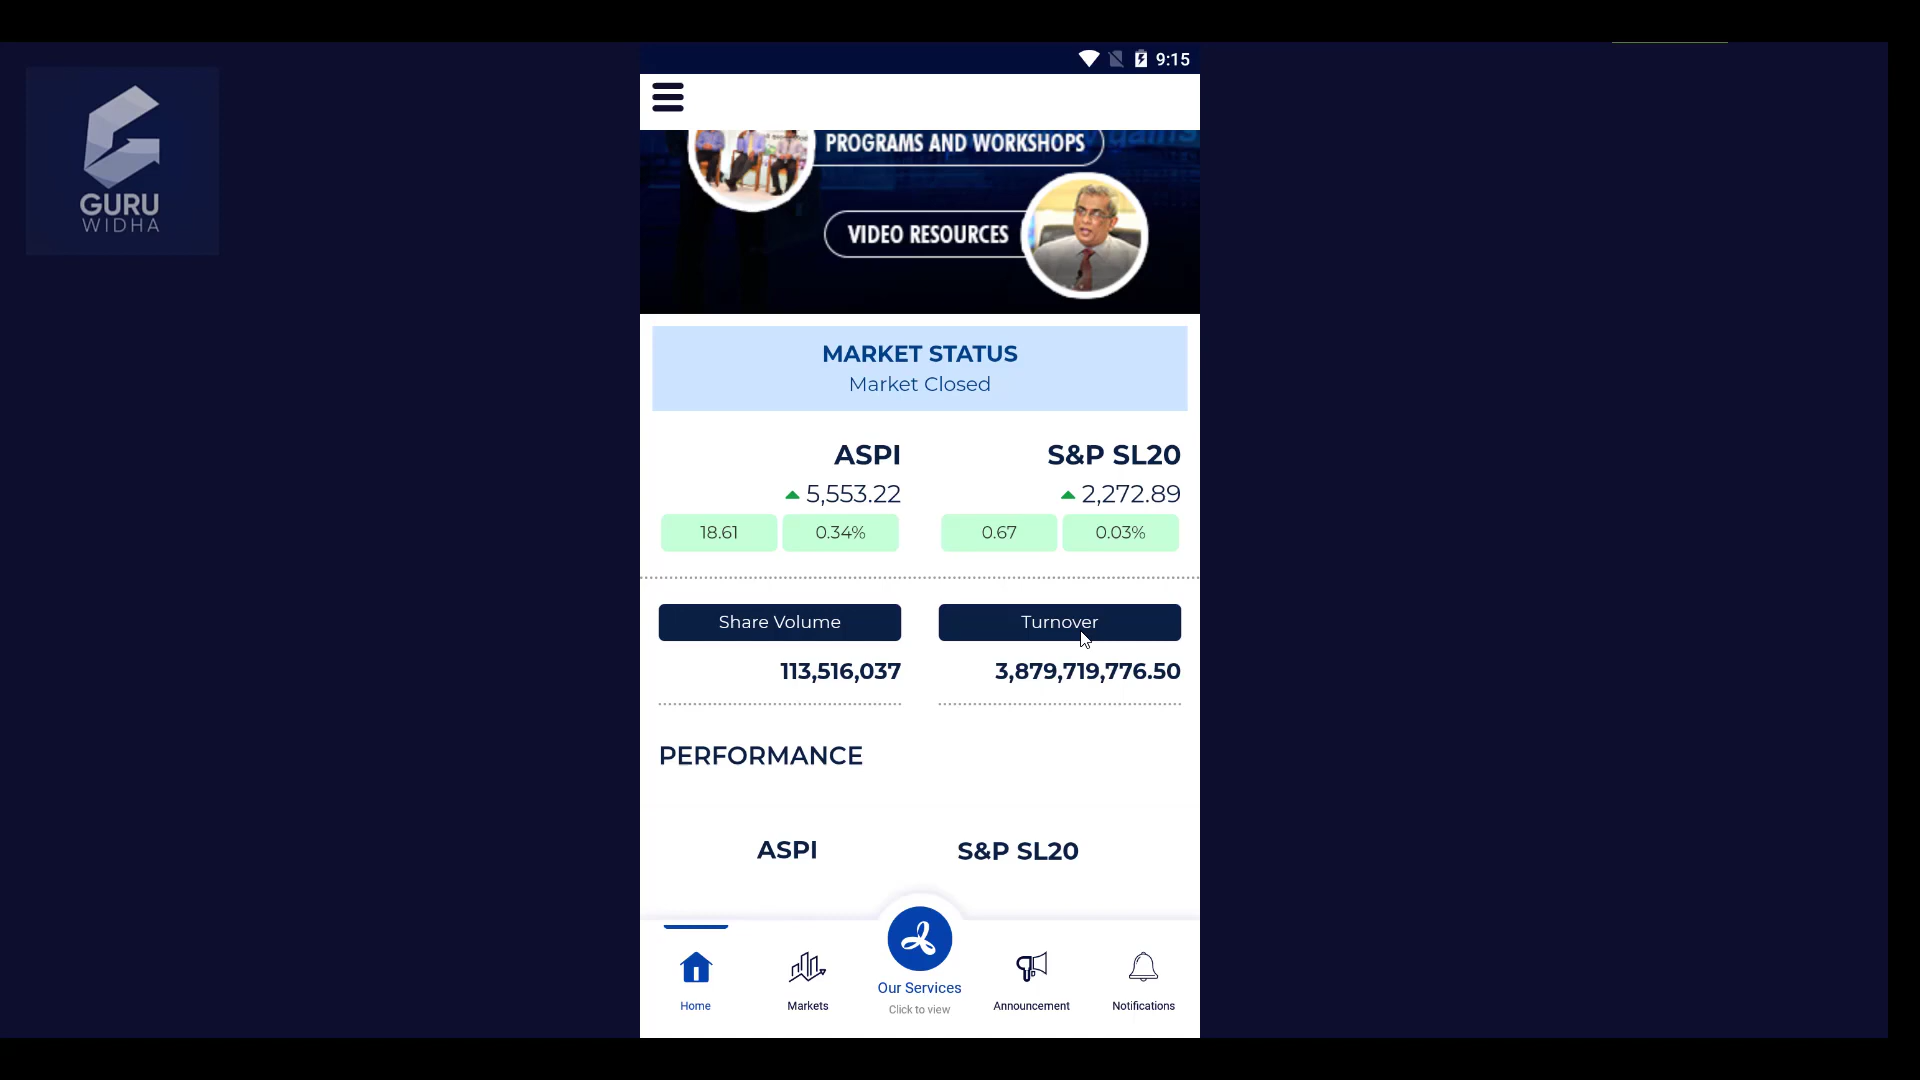 9:15
GURU
WIDHA
PROGRAMS AND WORKSHOPS
VIDEO RESOURCES
MARKET STATUS
Market Closed
ASPI
S&P SL20
5,553.22
2,272.89
18.61
0.34%
0.67
0.03%
Share Volume
Turnover
113,516,037
3,879,719,776.50
PERFORMANCE
ASPI
S&P SL20
Home
Markets
Our Services
Click to view
Announcement
Notifications